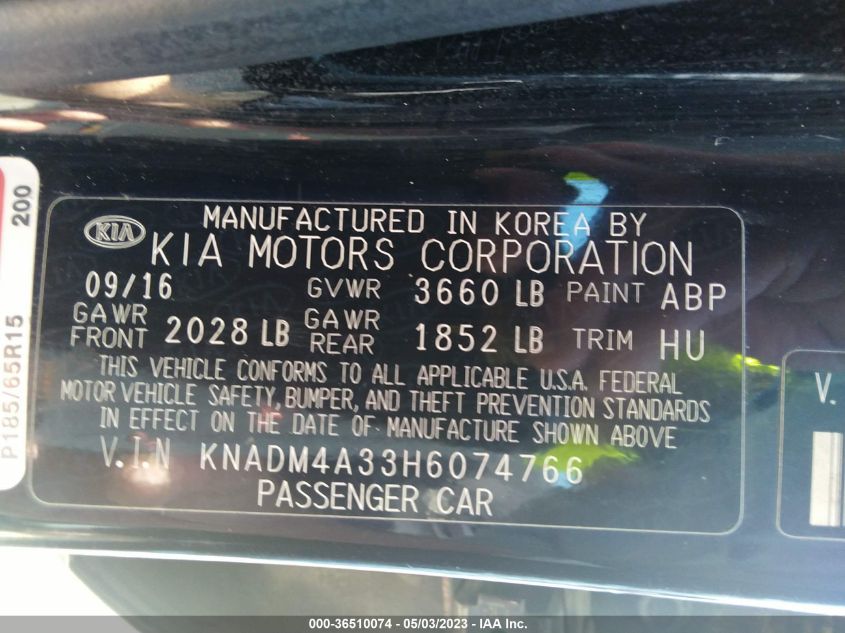 KIA
MANUFACTURED IN KOREA BY
KIA MOTORS CORPORATION
09/16 GVWR 3660 LB PAINT ABP
GAWR FRONT 2028 LB GAWR REAR 1852 LB TRIM HU
THIS VEHICLE CONFORMS TO ALL APPLICABLE U.S.A. FEDERAL
MOTOR VEHICLE SAFETY, BUMPER, AND THEFT PREVENTION STANDARDS
IN EFFECT ON THE DATE OF MANUFACTURE SHOWN ABOVE
V.I.N KNADM4A33H6074766
PASSENGER CAR
P185/65R15
200
V.
000-36510074 - 05/03/2023 - IAA Inc.